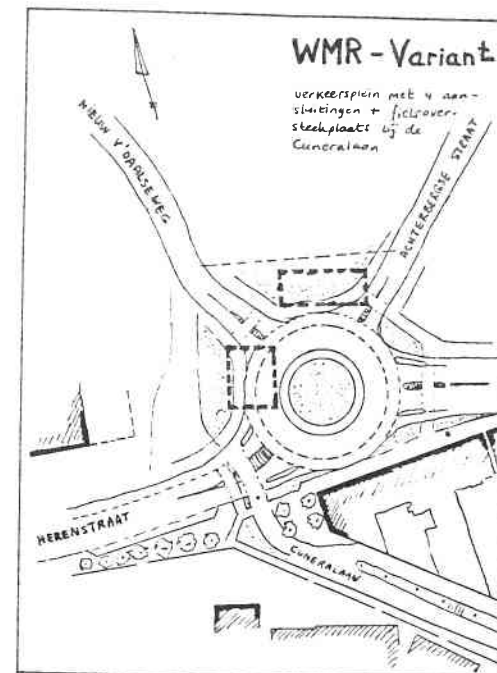 WMR - Variant
verkeersplein met 4 aan-
sluitingen + fietsover-
steekplaats bij de
Cuneralaan
NIEUW V'DAALSEWEG
ACHTERBERGSE STRAAT
HERENSTRAAT
CUNERALAAN